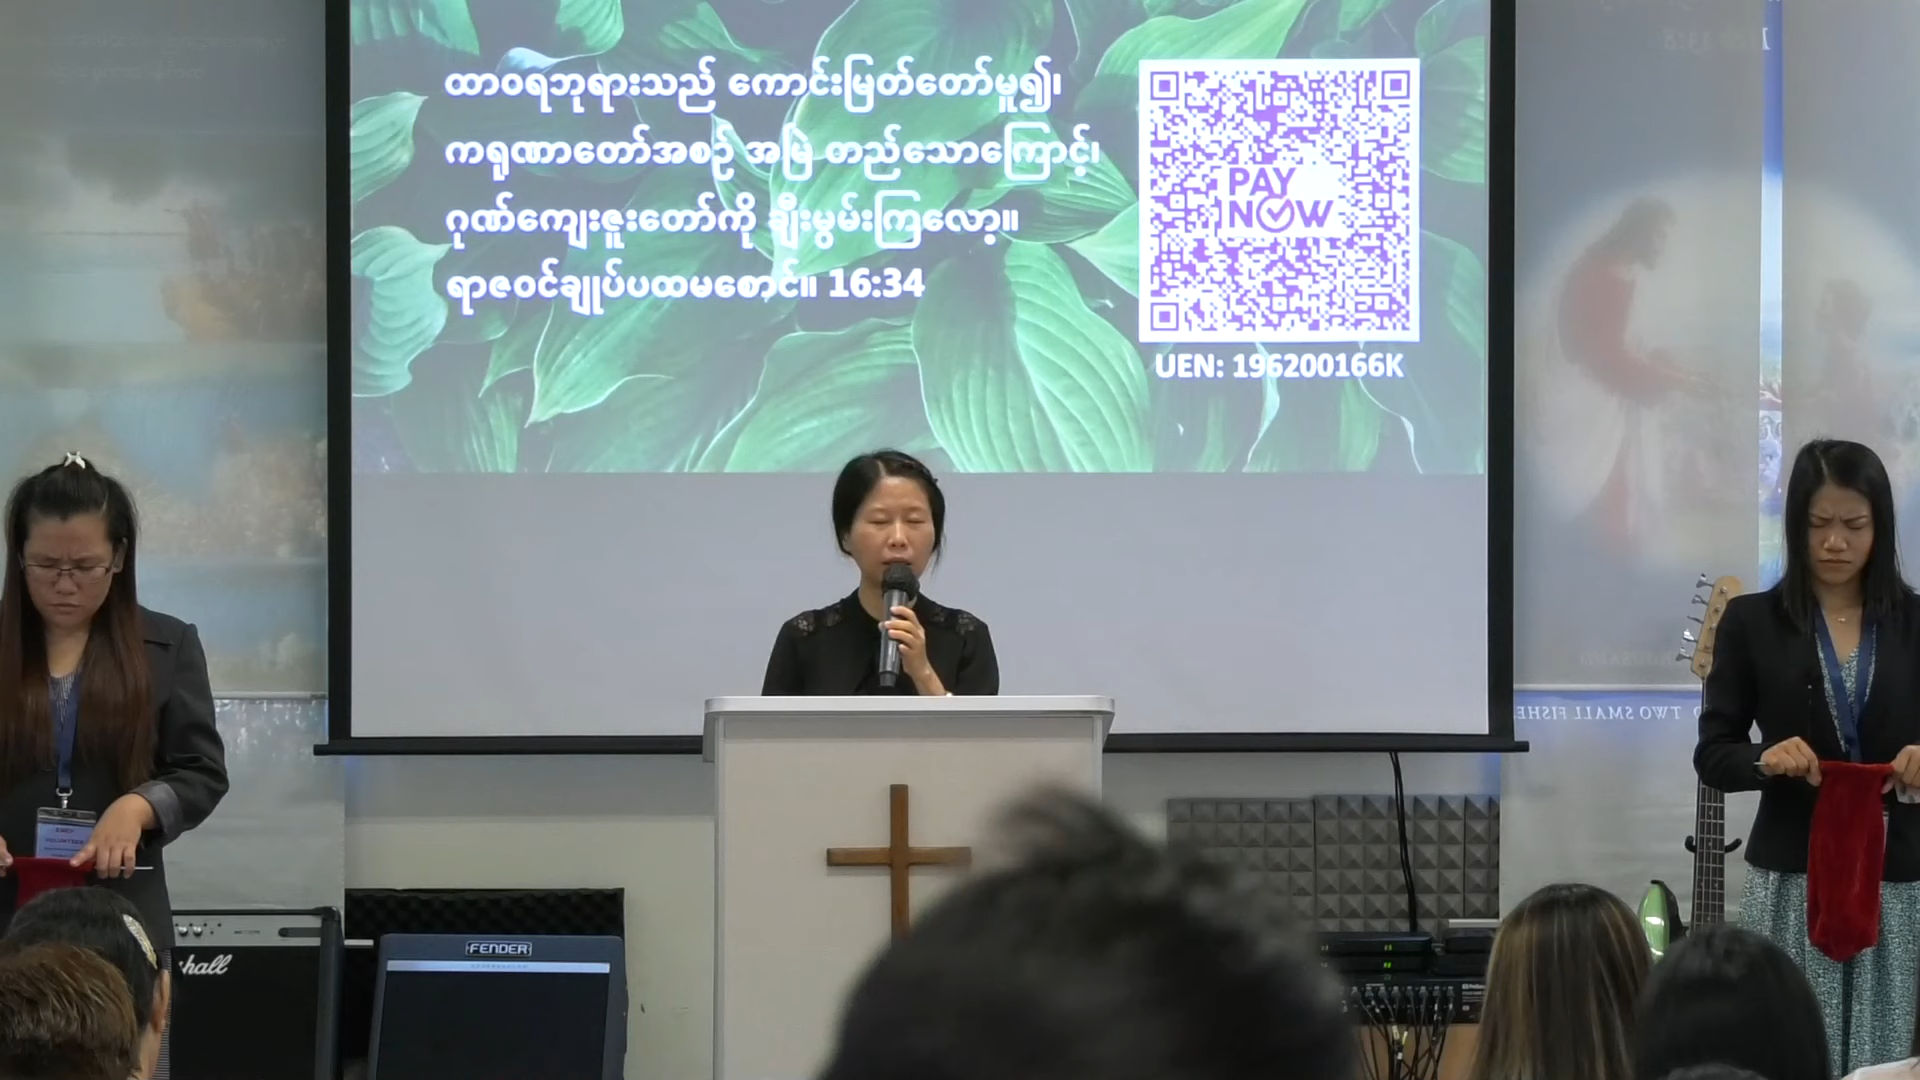 ထာဝရဘုရားသည် ကောင်းမြတ်တော်မူ၍၊
ကရုဏာတော်အစဉ် အမြဲ တည်သောကြောင့်၊
ဂုဏ်ကျေးဇူးတော်ကို ချီးမွမ်းကြလော့။
ရာဇဝင်ချုပ်ပထမစောင်။ 16:34
PAY
NOW
UEN: 196200166K
TWO SMALL FISHE
VOLUNTEER
FENDER